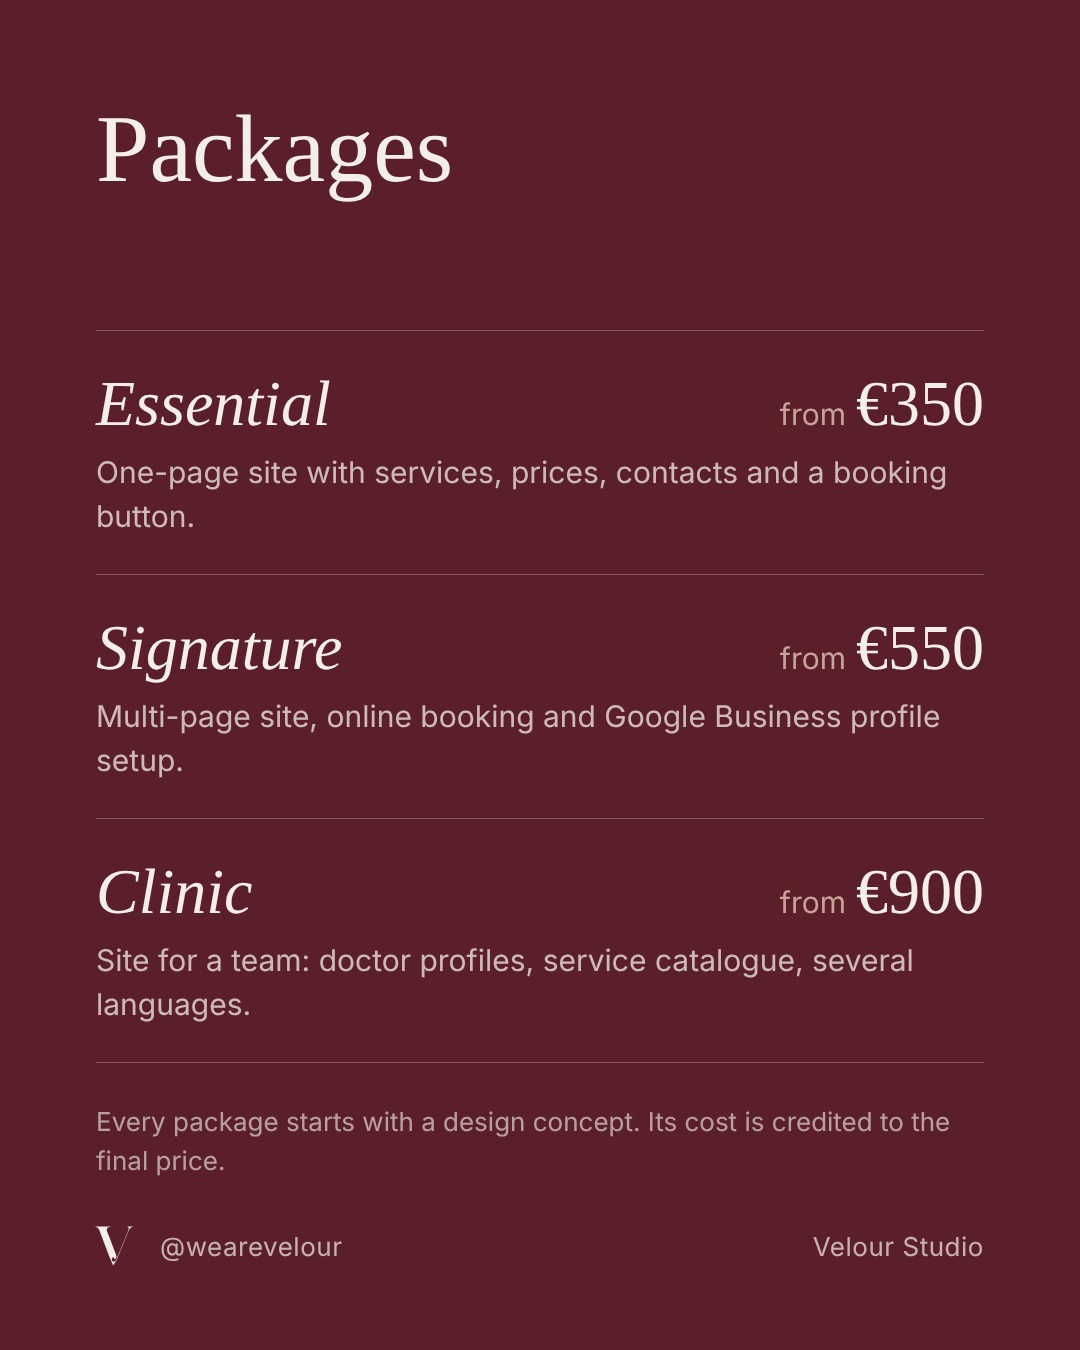 Packages
Essential from €350
One-page site with services, prices, contacts and a booking
button.
Signature from €550
Multi-page site, online booking and Google Business profile
setup.
Clinic from €900
Site for a team: doctor profiles, service catalogue, several
languages.
Every package starts with a design concept. Its cost is credited to the
final price.
V @wearevelour Velour Studio